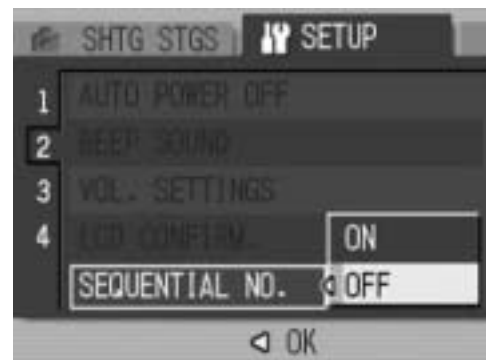 SHTG STGS SETUP
1 AUTO POWER OFF
2 BEEP SOUND
3 VOL. SETTINGS
4 LCD CONFIRM. ON
SEQUENTIAL NO. OFF
OK